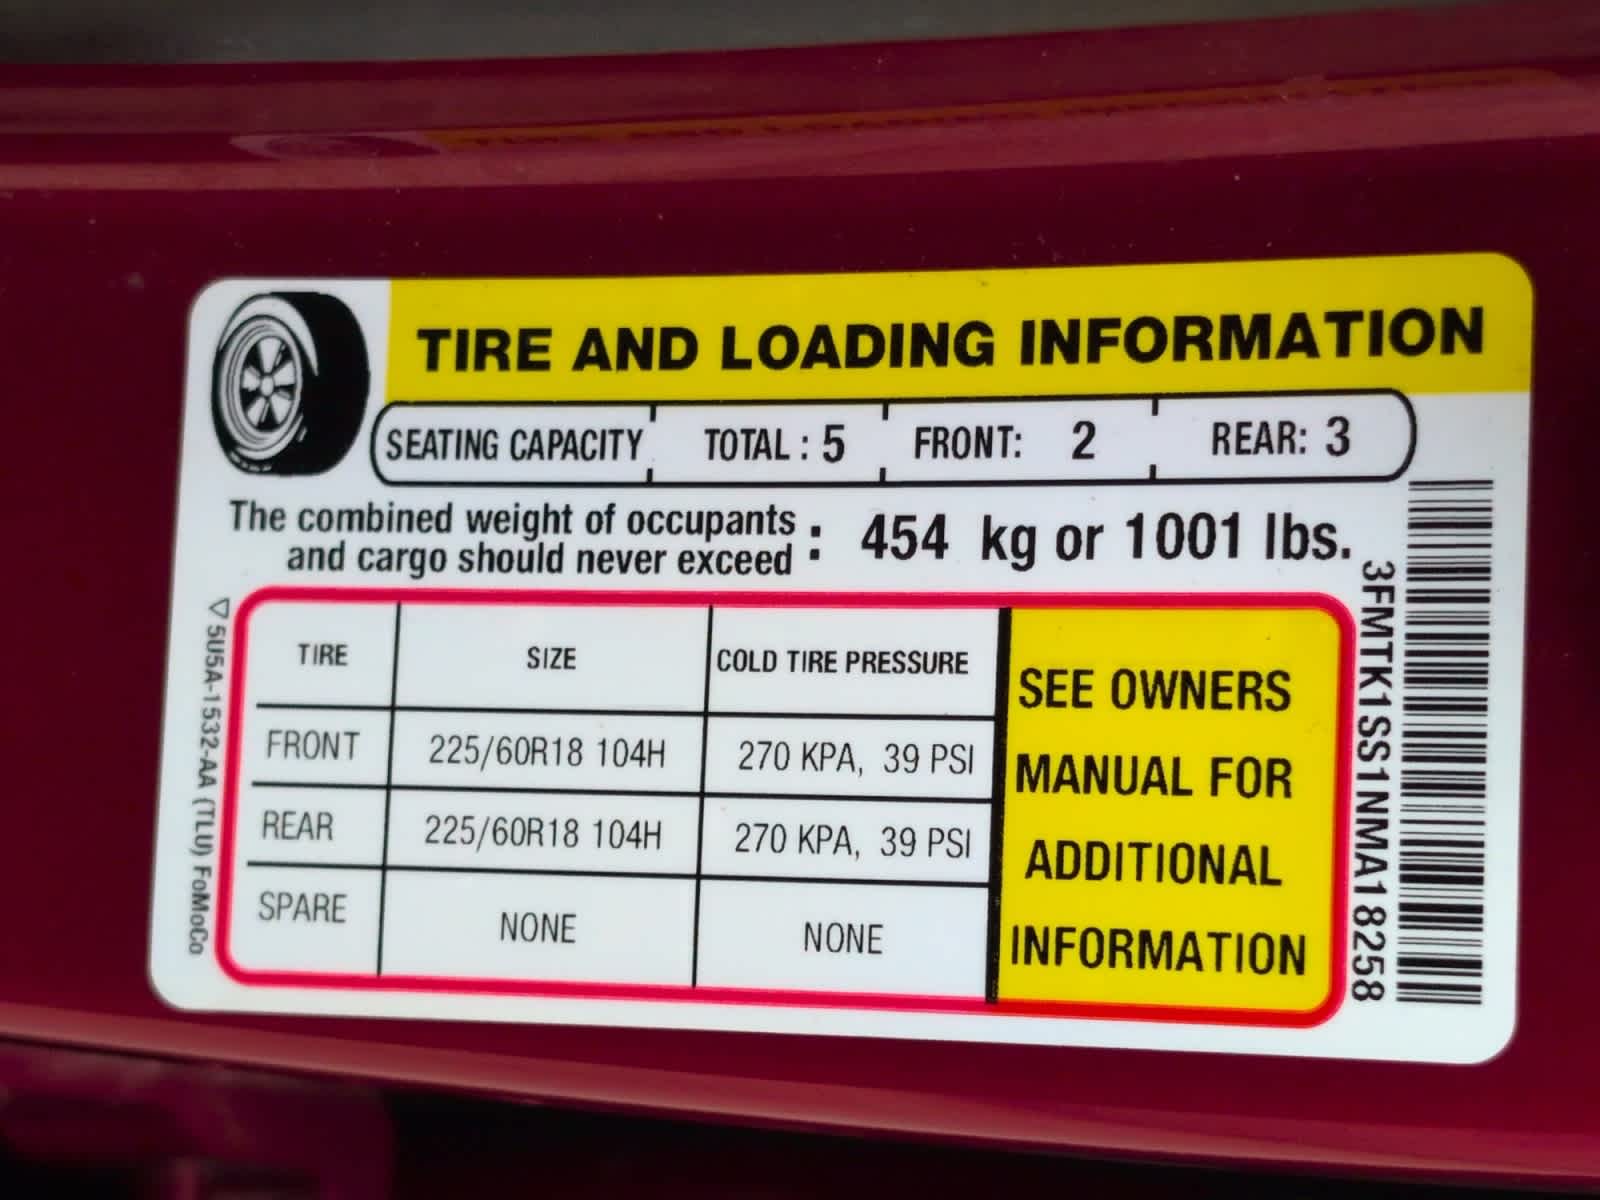 TIRE AND LOADING INFORMATION
SEATING CAPACITY TOTAL : 5 FRONT: 2 REAR: 3
The combined weight of occupants
and cargo should never exceed : 454 kg or 1001 lbs.
TIRE SIZE COLD TIRE PRESSURE
FRONT 225/60R18 104H 270 KPA, 39 PSI
REAR 225/60R18 104H 270 KPA, 39 PSI
SPARE NONE NONE
SEE OWNERS
MANUAL FOR
ADDITIONAL
INFORMATION
5U5A-1532-AA (TLU) FoMoCo
3FMTK1SS1NMA18258